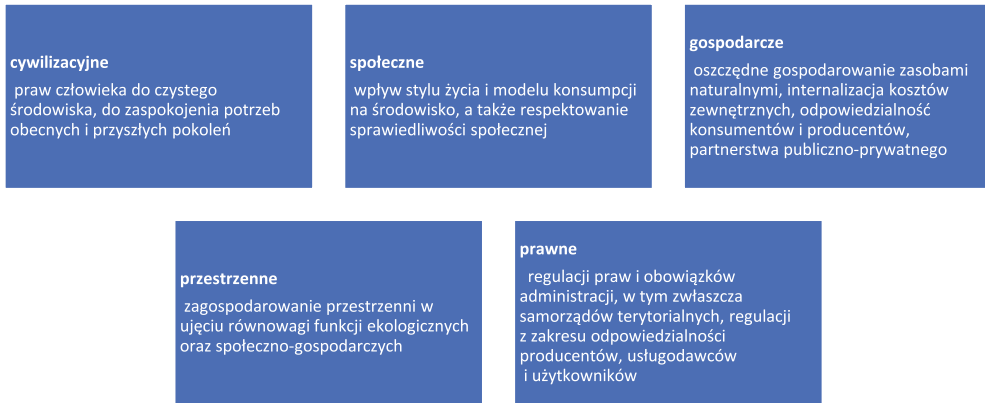 cywilizacyjne
praw człowieka do czystego
środowiska, do zaspokojenia potrzeb
obecnych i przyszłych pokoleń
społeczne
wpływ stylu życia i modelu konsumpcji
na środowisko, a także respektowanie
sprawiedliwości społecznej
gospodarcze
oszczędne gospodarowanie zasobami
naturalnymi, internalizacja kosztów
zewnętrznych, odpowiedzialność
konsumentów i producentów,
partnerstwa publiczno-prywatnego
przestrzenne
zagospodarowanie przestrzenni w
ujęciu równowagi funkcji ekologicznych
oraz społeczno-gospodarczych
prawne
regulacji praw i obowiązków
administracji, w tym zwłaszcza
samorządów terytorialnych, regulacji
z zakresu odpowiedzialności
producentów, usługodawców
i użytkowników